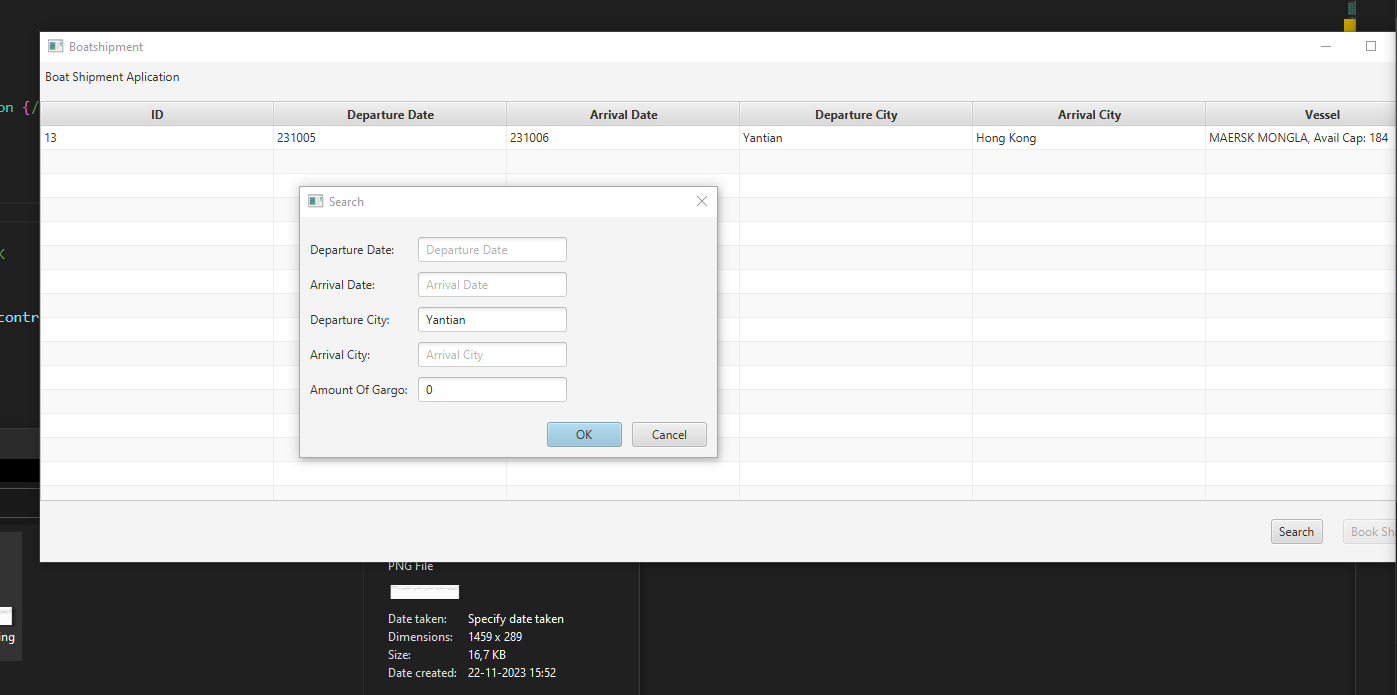 Boatshipment
Boat Shipment Aplication
on {/
ID Departure Date Arrival Date Departure City Arrival City Vessel
13 231005 231006 Yantian Hong Kong MAERSK MONGLA, Avail Cap: 184
Search
Departure Date: Departure Date
Arrival Date: Arrival Date
Departure City: Yantian
Arrival City: Arrival City
Amount Of Gargo: 0
contr
OK Cancel
Search Book Sh
PNG File
Date taken: Specify date taken
Dimensions: 1459 x 289
Size: 16,7 KB
Date created: 22-11-2023 15:52
ing